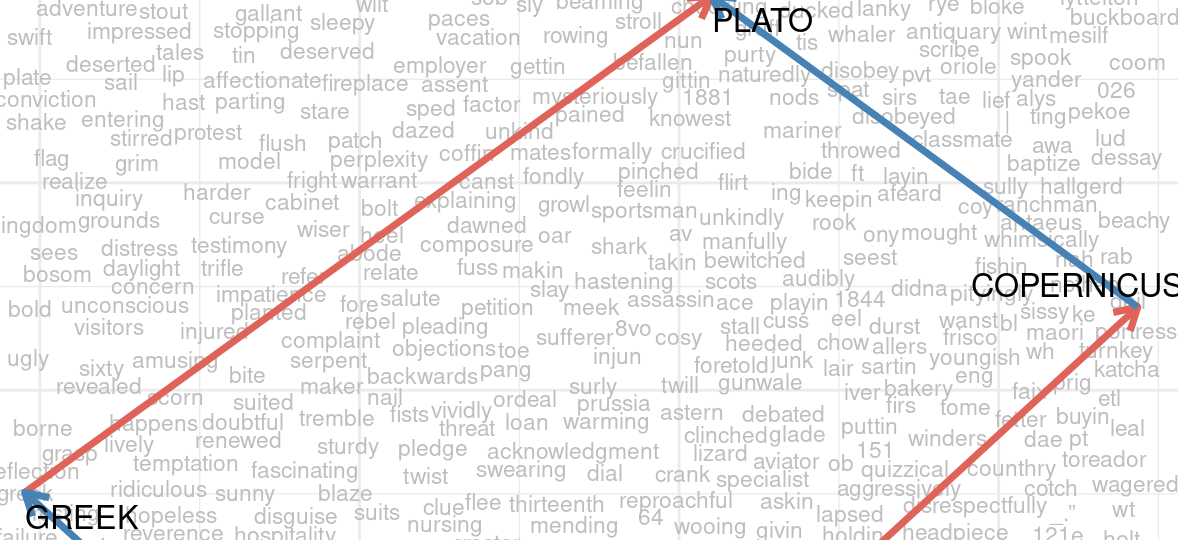 adventure stout gallant wilt sly beaming rye bloke
swift impressed stopping sleepy paces stroll PLATO lanky buckboard
vacation rowing nun tis whaler antiquary wint mesilf
deserted tales tin deserved befallen purty scribe spook
plate sail lip affectionate fireplace employer assent gettin gittin naturedly disobey pvt oriole yander coom
conviction hast parting stare sped factor mysteriously 1881 nods spat sirs tae lief alys 026
shake entering dazed unkind pained knowest disobeyed ting pekoe
stirred protest flush patch mariner classmate awa lud
flag grim model perplexity coffin mates formally crucified throwed baptize dessay
realize harder fright warrant canst fondly pinched flirt bide ft layin sully hallgerd
inquiry cabinet bolt explaining growl feelin ing keepin afeard coy ranchman
grounds curse wiser heel dawned sportsman unkindly rook ony mought beachy
sees distress testimony abode composure oar shark av manfully seest whimsically rab
bosom daylight trifle relate fuss makin takin bewitched fishin
concern impatience slay hastening scots audibly didna COPERNICUS
bold unconscious planted fore salute petition meek assassin ace playin 1844 sissy ke
visitors injured rebel pleading sufferer 8vo cosy stall cuss eel durst wanst bl maori
complaint objections toe heeded chow allers frisco wh turnkey
ugly sixty amusing serpent pang injun foretold junk lair sartin youngish katcha
revealed bite maker backwards surly twill gunwale iver bakery eng prig
scorn suited nail ordeal prussia firs tome etl
borne happens doubtful tremble fists vividly loan warming astern debated puttin fetter buyin leal
grasp lively renewed sturdy threat pledge acknowledgment clinched glade winders dae pt
temptation fascinating twist swearing dial lizard aviator ob 151 quizzical counthry toreador
GREEK ridiculous sunny blaze crank specialist aggressively cotch wagered
disguise suits clue flee thirteenth reproachful askin lapsed disrespectfully wt
reverence hospitality nursing mending 64 wooing givin headpiece 121e